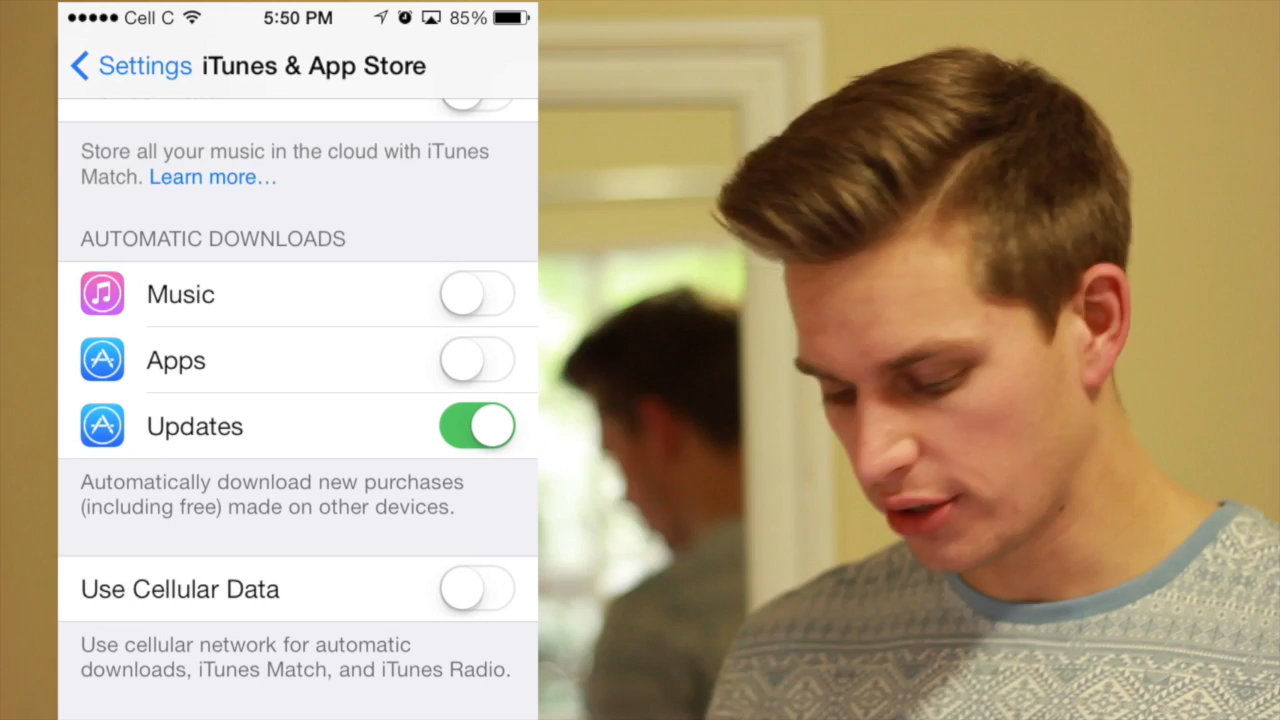 Cell C 5:50 PM 85%
Settings iTunes & App Store
Store all your music in the cloud with iTunes
Match. Learn more...
AUTOMATIC DOWNLOADS
Music
Apps
Updates
Automatically download new purchases
(including free) made on other devices.
Use Cellular Data
Use cellular network for automatic
downloads, iTunes Match, and iTunes Radio.